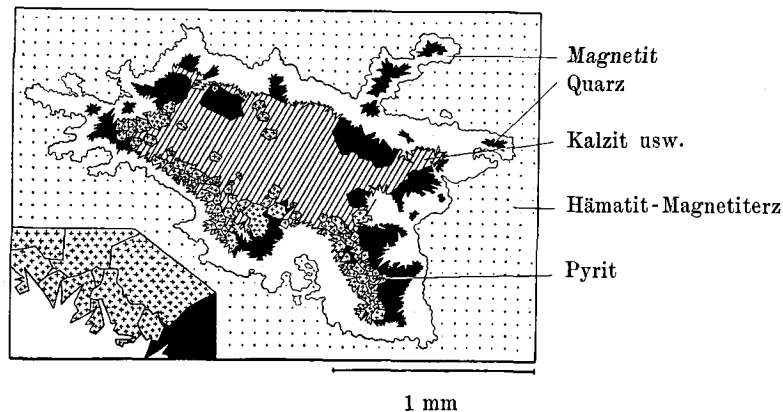 Magnetit
Quarz
Kalzit usw.
Hämatit-Magnetiterz
Pyrit
1 mm